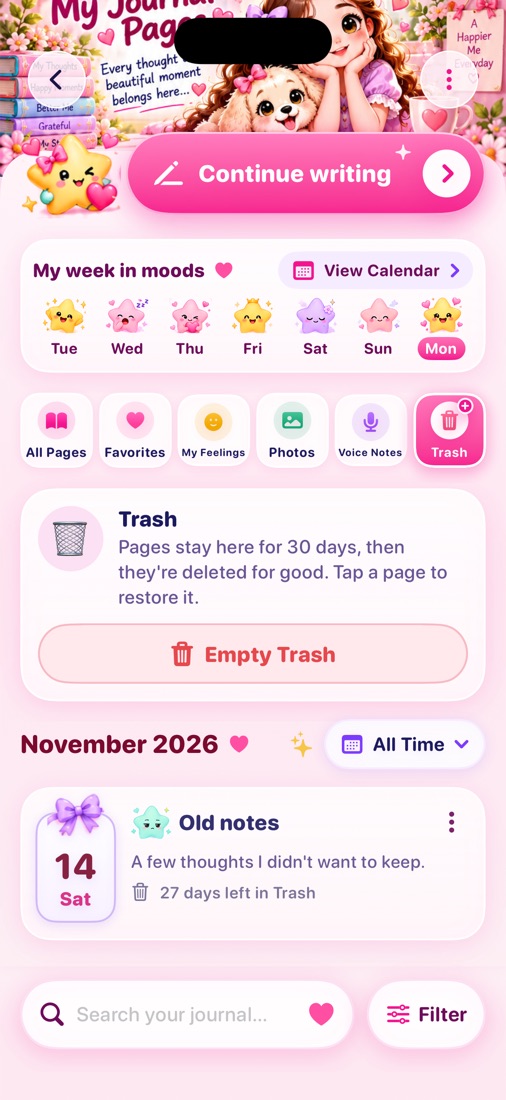 My Journal
Pages
Every thought
beautiful moment
belongs here...
A
Happier
Me
Everyday
My Thoughts
Happy Moments
Better Me
Grateful
Continue writing
My week in moods
View Calendar
Tue Wed Thu Fri Sat Sun Mon
All Pages Favorites My Feelings Photos Voice Notes Trash
Trash
Pages stay here for 30 days, then
they're deleted for good. Tap a page to
restore it.
Empty Trash
November 2026
All Time
14
Sat
Old notes
A few thoughts I didn't want to keep.
27 days left in Trash
Search your journal...
Filter